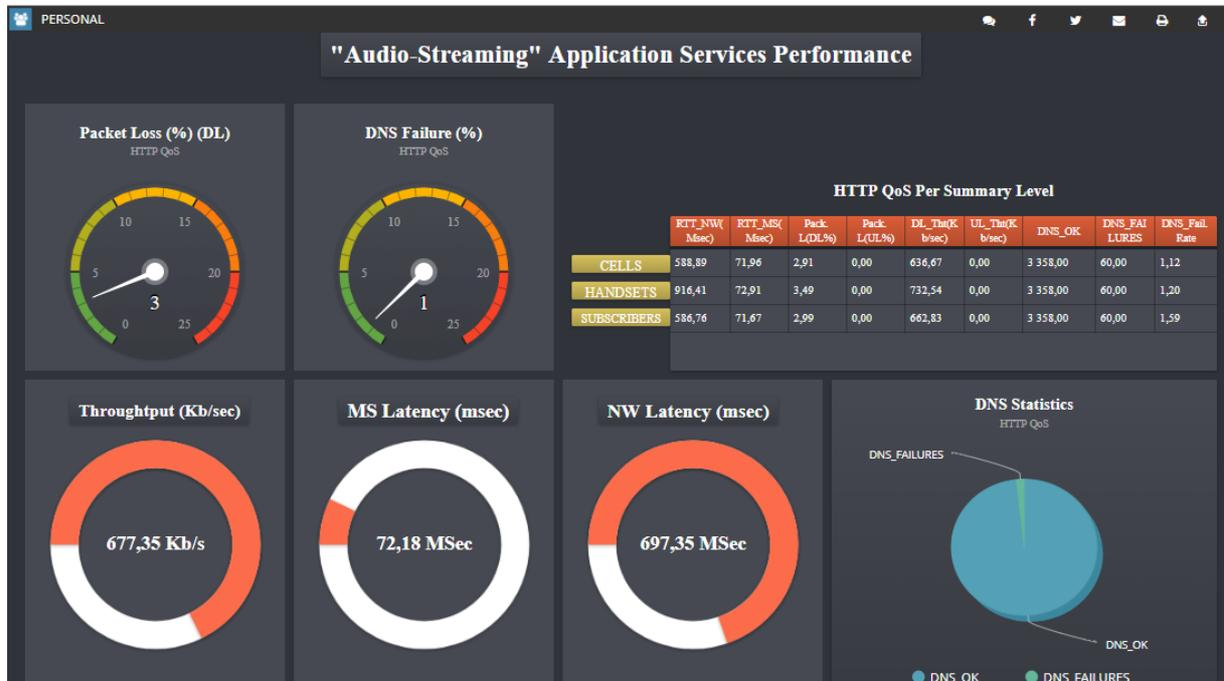 PERSONAL
"Audio-Streaming" Application Services Performance
Packet Loss (%) (DL)
HTTP QoS
0
5
10
15
20
25
3
DNS Failure (%)
HTTP QoS
0
5
10
15
20
25
1
HTTP QoS Per Summary Level
RTT_NW(
Msec)
RTT_MS(
Msec)
Pack.
L(DL%)
Pack.
L(UL%)
DL_Tht(K
b/sec)
UL_Tht(K
b/sec)
DNS_OK
DNS_FAI
LURES
DNS_Fail.
Rate
CELLS 588,89 71,96 2,91 0,00 636,67 0,00 3 358,00 60,00 1,12
HANDSETS 916,41 72,91 3,49 0,00 732,54 0,00 3 358,00 60,00 1,20
SUBSCRIBERS 586,76 71,67 2,99 0,00 662,83 0,00 3 358,00 60,00 1,59
Throughtput (Kb/sec)
677,35 Kb/s
MS Latency (msec)
72,18 MSec
NW Latency (msec)
697,35 MSec
DNS Statistics
HTTP QoS
DNS_FAILURES
DNS_OK
DNS_OK DNS_FAILURES